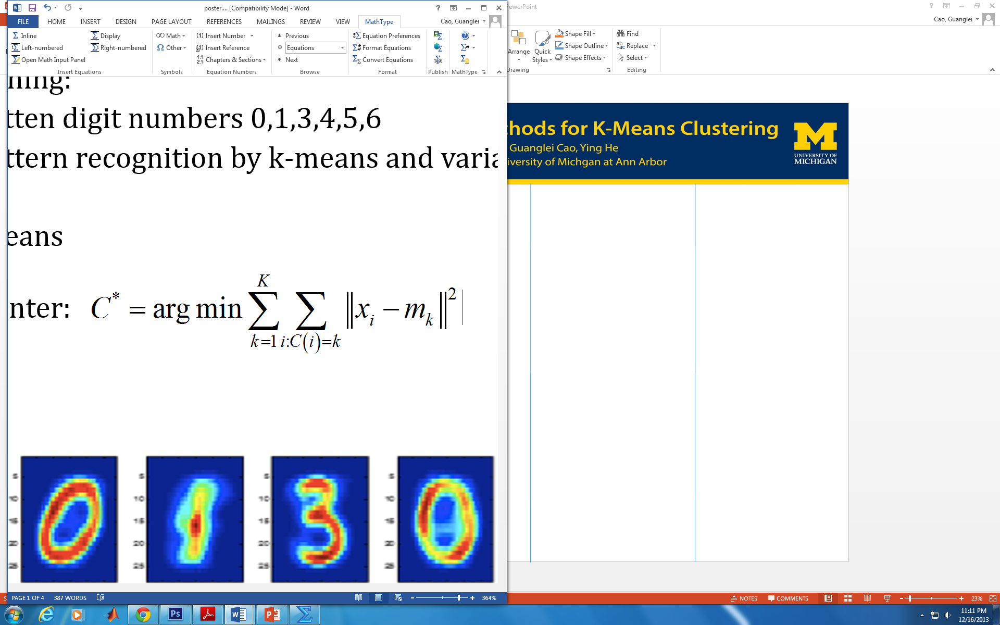 poster.... [Compatibility Mode] - Word
FILE HOME INSERT DESIGN PAGE LAYOUT REFERENCES MAILINGS REVIEW VIEW MathType Cao, Guanglei
Inline Display Math (1) Insert Number Previous Equation Preferences
Left-numbered Right-numbered Other Insert Reference Equations Format Equations
Open Math Input Panel Chapters & Sections Next Convert Equations
Insert Equations Symbols Equation Numbers Browse Format Publish MathType
ning:
tten digit numbers 0,1,3,4,5,6
ttern recognition by k-means and varia
eans
nter: C* = arg min ∑_{k=1}^{K} ∑_{i:C(i)=k} ‖x_i − m_k‖²
5 5 5 5
10 10 10 10
15 15 15 15
20 20 20 20
25 25 25 25
PAGE 1 OF 4 387 WORDS 364%
PowerPoint
Cao, Guanglei
Arrange Quick Styles Shape Fill Find
Shape Outline Replace
Shape Effects Select
Drawing Editing
thods for K-Means Clustering
Guanglei Cao, Ying He
iversity of Michgan at Ann Arbor
M
UNIVERSITY OF
MICHIGAN
NOTES COMMENTS 23%
Ps
11:11 PM
12/16/2013